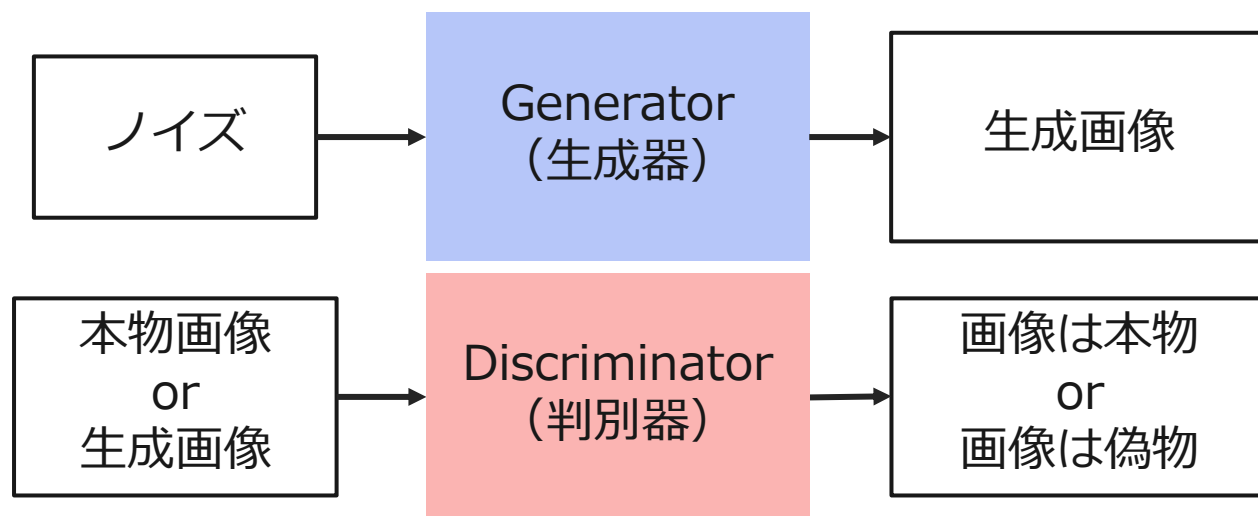 ノイズ
Generator
（生成器）
生成画像
本物画像
or
生成画像
Discriminator
（判別器）
画像は本物
or
画像は偽物